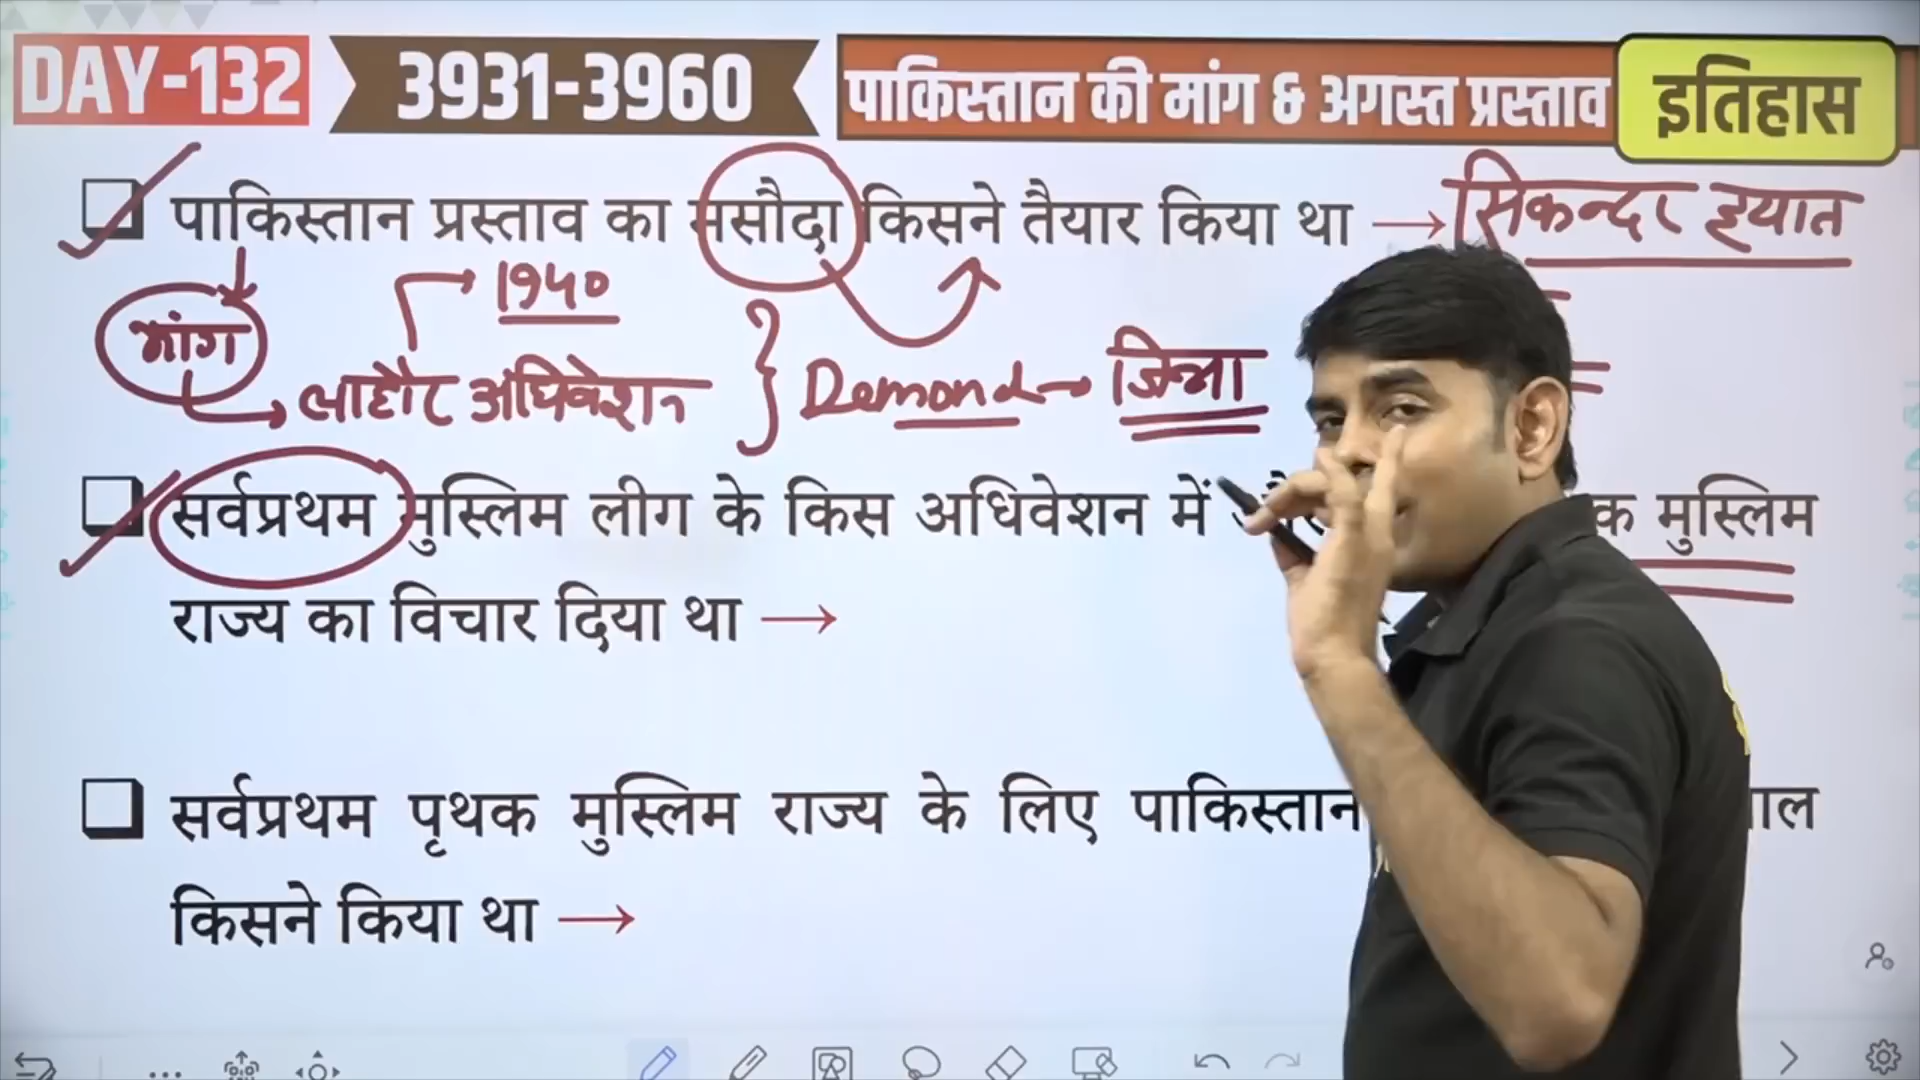 DAY-132 3931-3960 पाकिस्तान की मांग & अगस्त प्रस्ताव इतिहास
पाकिस्तान प्रस्ताव का मसौदा किसने तैयार किया था → सिकन्दर हयात
1940
मांग
लाहौर अधिवेशन } Demand → जिन्ना
सर्वप्रथम मुस्लिम लीग के किस अधिवेशन में मुस्लिम
राज्य का विचार दिया था →
सर्वप्रथम पृथक मुस्लिम राज्य के लिए पाकिस्तान
किसने किया था →